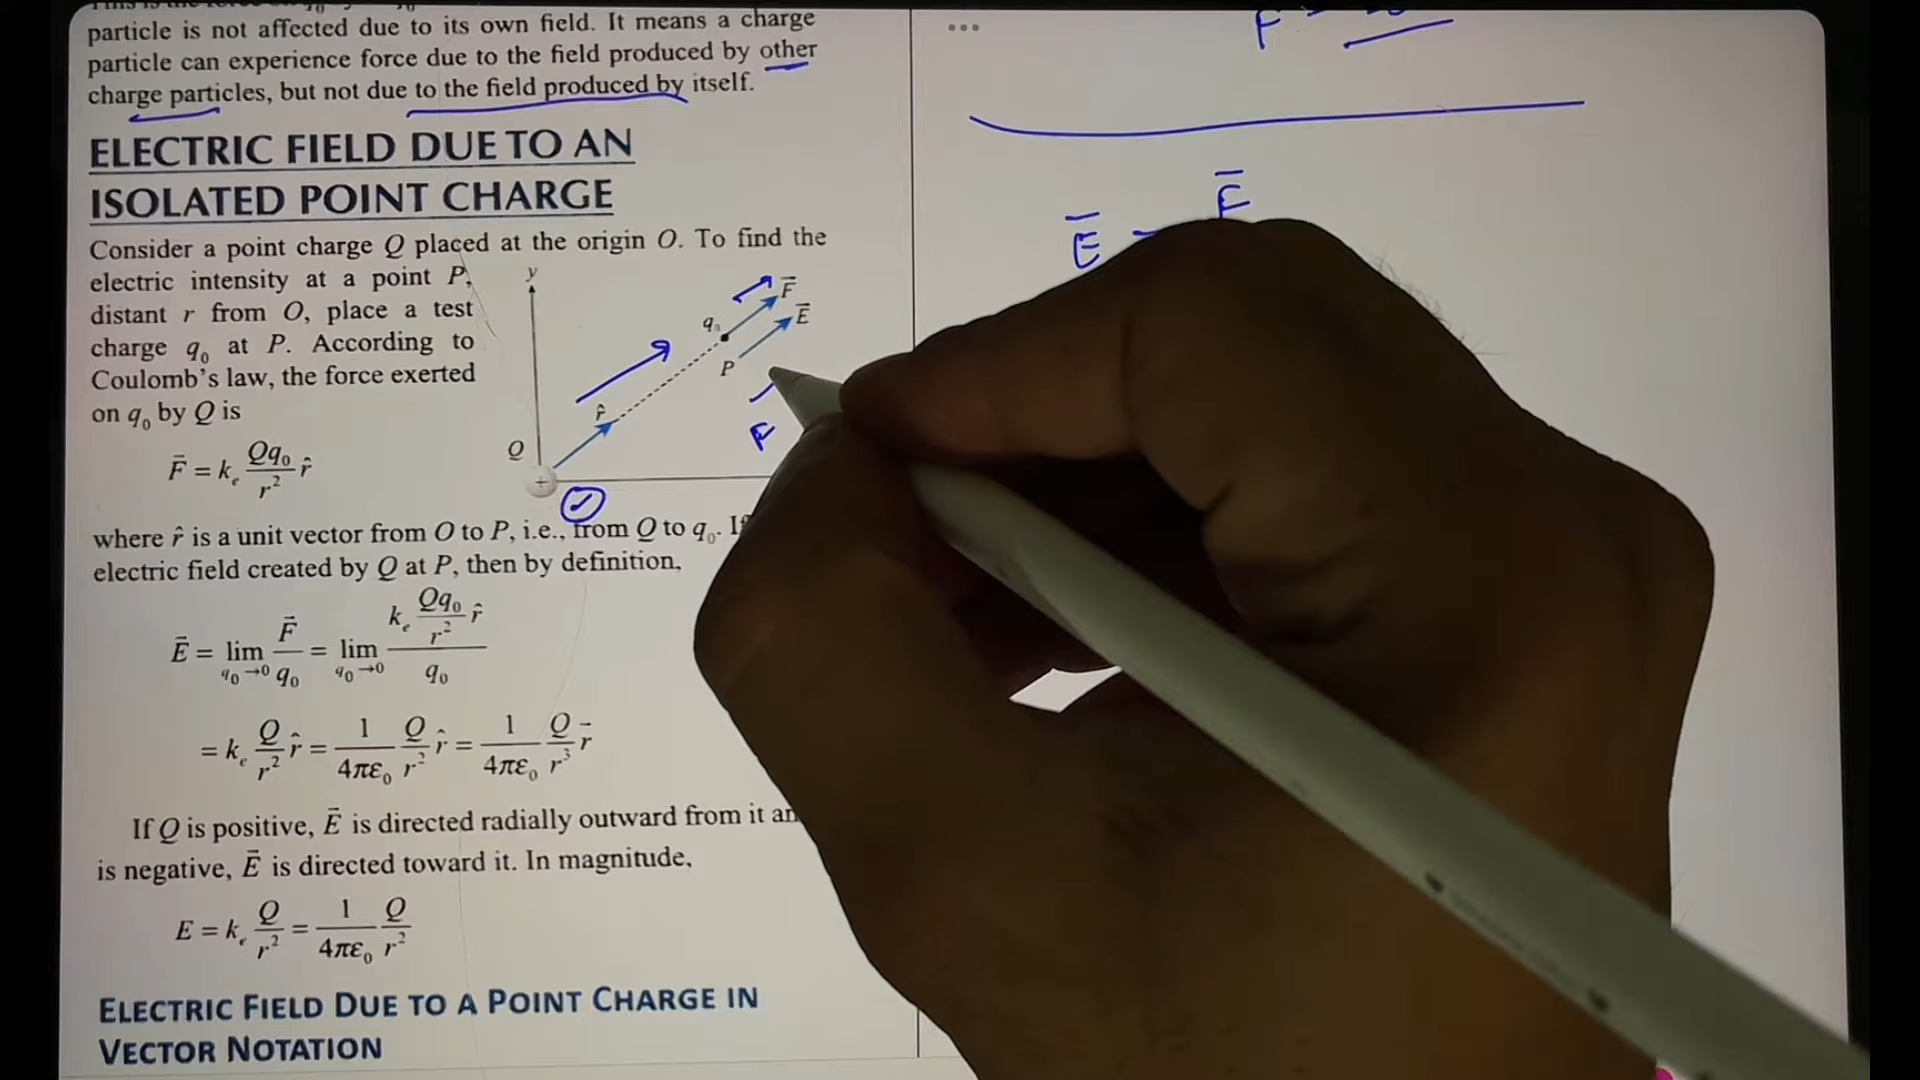 particle is not affected due to its own field. It means a charge
particle can experience force due to the field produced by other
charge particles, but not due to the field produced by itself.
ELECTRIC FIELD DUE TO AN
ISOLATED POINT CHARGE
Consider a point charge Q placed at the origin O. To find the
electric intensity at a point P,
distant r from O, place a test
charge q₀ at P. According to
Coulomb's law, the force exerted
on q₀ by Q is
F⃗ = kₑ Qq₀/r² r̂
y
q₀
F⃗
E⃗
P
r̂
Q
+
F
where r̂ is a unit vector from O to P, i.e., from Q to q₀. If
electric field created by Q at P, then by definition,
E⃗ = lim q₀→0 F⃗/q₀ = lim q₀→0 (kₑ Qq₀/r² r̂)/q₀
= kₑ Q/r² r̂ = 1/4πε₀ Q/r² r̂ = 1/4πε₀ Q/r³ r⃗
If Q is positive, E⃗ is directed radially outward from it
is negative, E⃗ is directed toward it. In magnitude,
E = kₑ Q/r² = 1/4πε₀ Q/r²
ELECTRIC FIELD DUE TO A POINT CHARGE IN
VECTOR NOTATION
F =
E̅ = F̅